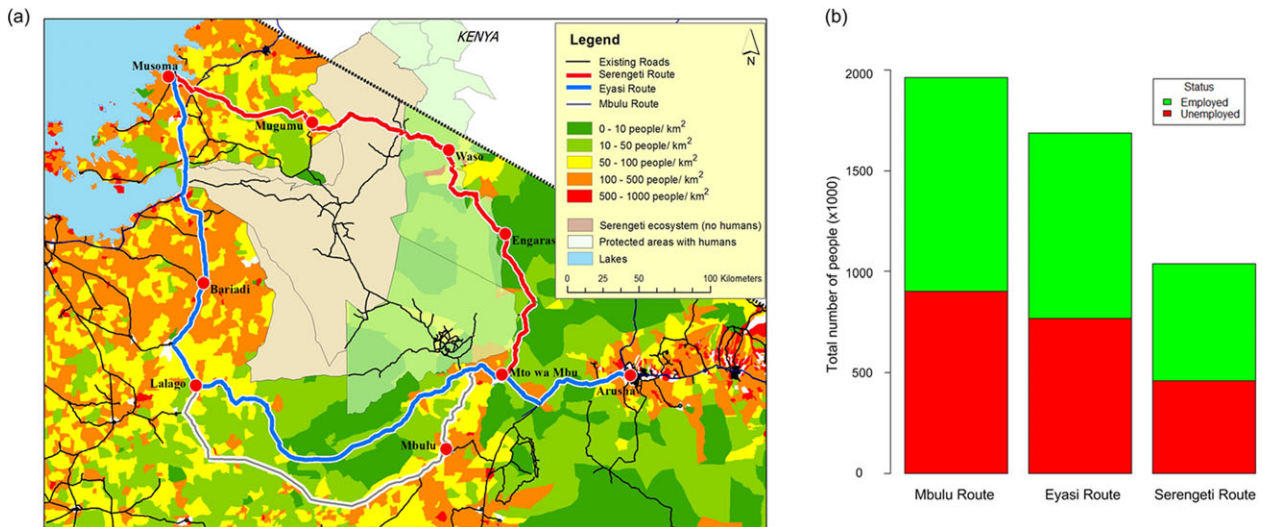 (a)
KENYA
Legend
N
Existing Roads
Serengeti Route
Eyasi Route
Mbulu Route
0 - 10 people/ km²
10 - 50 people/ km²
50 - 100 people/ km²
100 - 500 people/ km²
500 - 1000 people/ km²
Serengeti ecosystem (no humans)
Protected areas with humans
Lakes
0 25 50 100 Kilometers
Musoma
Mugumu
Waso
Engaras
Bariadi
Lalago
Mto wa Mbu
Arusha
Mbulu
(b)
Total number of people (x1000)
2000
1500
1000
500
0
Status
Employed
Unemployed
Mbulu Route
Eyasi Route
Serengeti Route